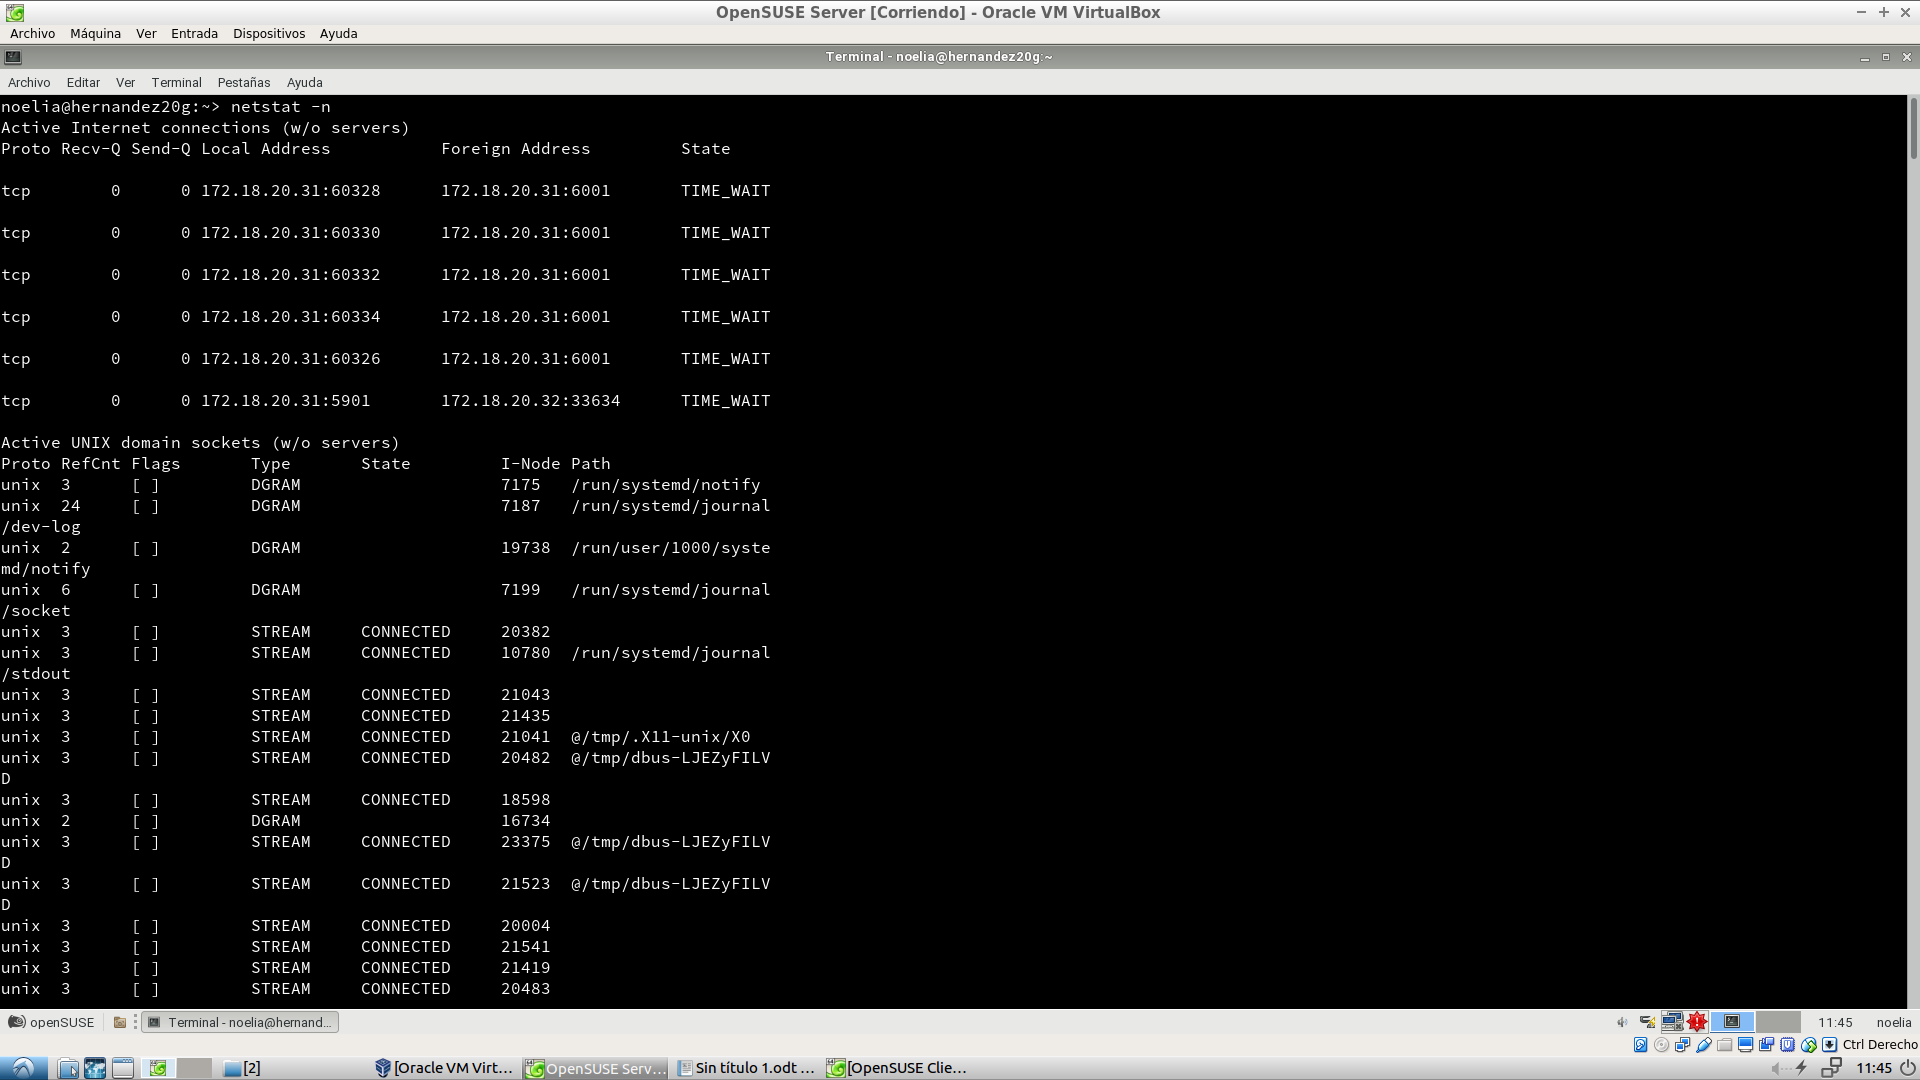 OpenSUSE Server [Corriendo] - Oracle VM VirtualBox
Archivo Máquina Ver Entrada Dispositivos Ayuda
Terminal - noelia@hernandez20g:~
Archivo Editar Ver Terminal Pestañas Ayuda
noelia@hernandez20g:~> netstat -n
Active Internet connections (w/o servers)
Proto Recv-Q Send-Q Local Address           Foreign Address         State
tcp        0      0 172.18.20.31:60328      172.18.20.31:6001       TIME_WAIT
tcp        0      0 172.18.20.31:60330      172.18.20.31:6001       TIME_WAIT
tcp        0      0 172.18.20.31:60332      172.18.20.31:6001       TIME_WAIT
tcp        0      0 172.18.20.31:60334      172.18.20.31:6001       TIME_WAIT
tcp        0      0 172.18.20.31:60326      172.18.20.31:6001       TIME_WAIT
tcp        0      0 172.18.20.31:5901       172.18.20.32:33634      TIME_WAIT
Active UNIX domain sockets (w/o servers)
Proto RefCnt Flags       Type       State         I-Node Path
unix  3      [ ]         DGRAM                    7175   /run/systemd/notify
unix  24     [ ]         DGRAM                    7187   /run/systemd/journal
/dev-log
unix  2      [ ]         DGRAM                    19738  /run/user/1000/syste
md/notify
unix  6      [ ]         DGRAM                    7199   /run/systemd/journal
/socket
unix  3      [ ]         STREAM     CONNECTED     20382
unix  3      [ ]         STREAM     CONNECTED     10780  /run/systemd/journal
/stdout
unix  3      [ ]         STREAM     CONNECTED     21043
unix  3      [ ]         STREAM     CONNECTED     21435
unix  3      [ ]         STREAM     CONNECTED     21041  @/tmp/.X11-unix/X0
unix  3      [ ]         STREAM     CONNECTED     20482  @/tmp/dbus-LJEZyFILV
D
unix  3      [ ]         STREAM     CONNECTED     18598
unix  2      [ ]         DGRAM                    16734
unix  3      [ ]         STREAM     CONNECTED     23375  @/tmp/dbus-LJEZyFILV
D
unix  3      [ ]         STREAM     CONNECTED     21523  @/tmp/dbus-LJEZyFILV
D
unix  3      [ ]         STREAM     CONNECTED     20004
unix  3      [ ]         STREAM     CONNECTED     21541
unix  3      [ ]         STREAM     CONNECTED     21419
unix  3      [ ]         STREAM     CONNECTED     20483
openSUSE Terminal - noelia@hernand... 11:45 noelia
Ctrl Derecho
[2] [Oracle VM Virt... OpenSUSE Serv... Sin título 1.odt ... [OpenSUSE Clie... 11:45